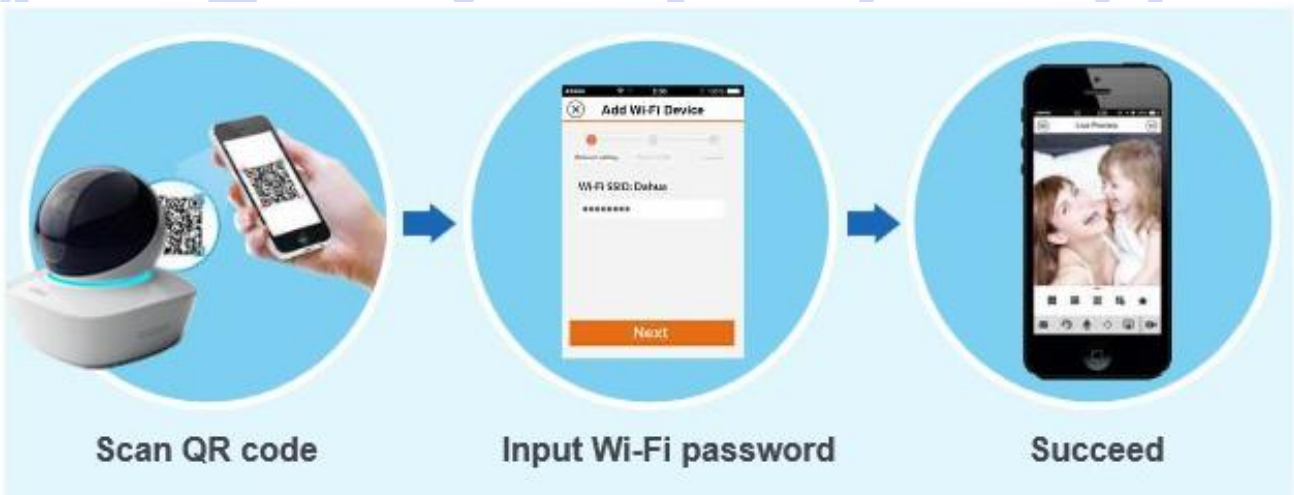 Add Wi-Fi Device
Wi-Fi SSID: Dahua
********
Next
Live Preview
Scan QR code
Input Wi-Fi password
Succeed